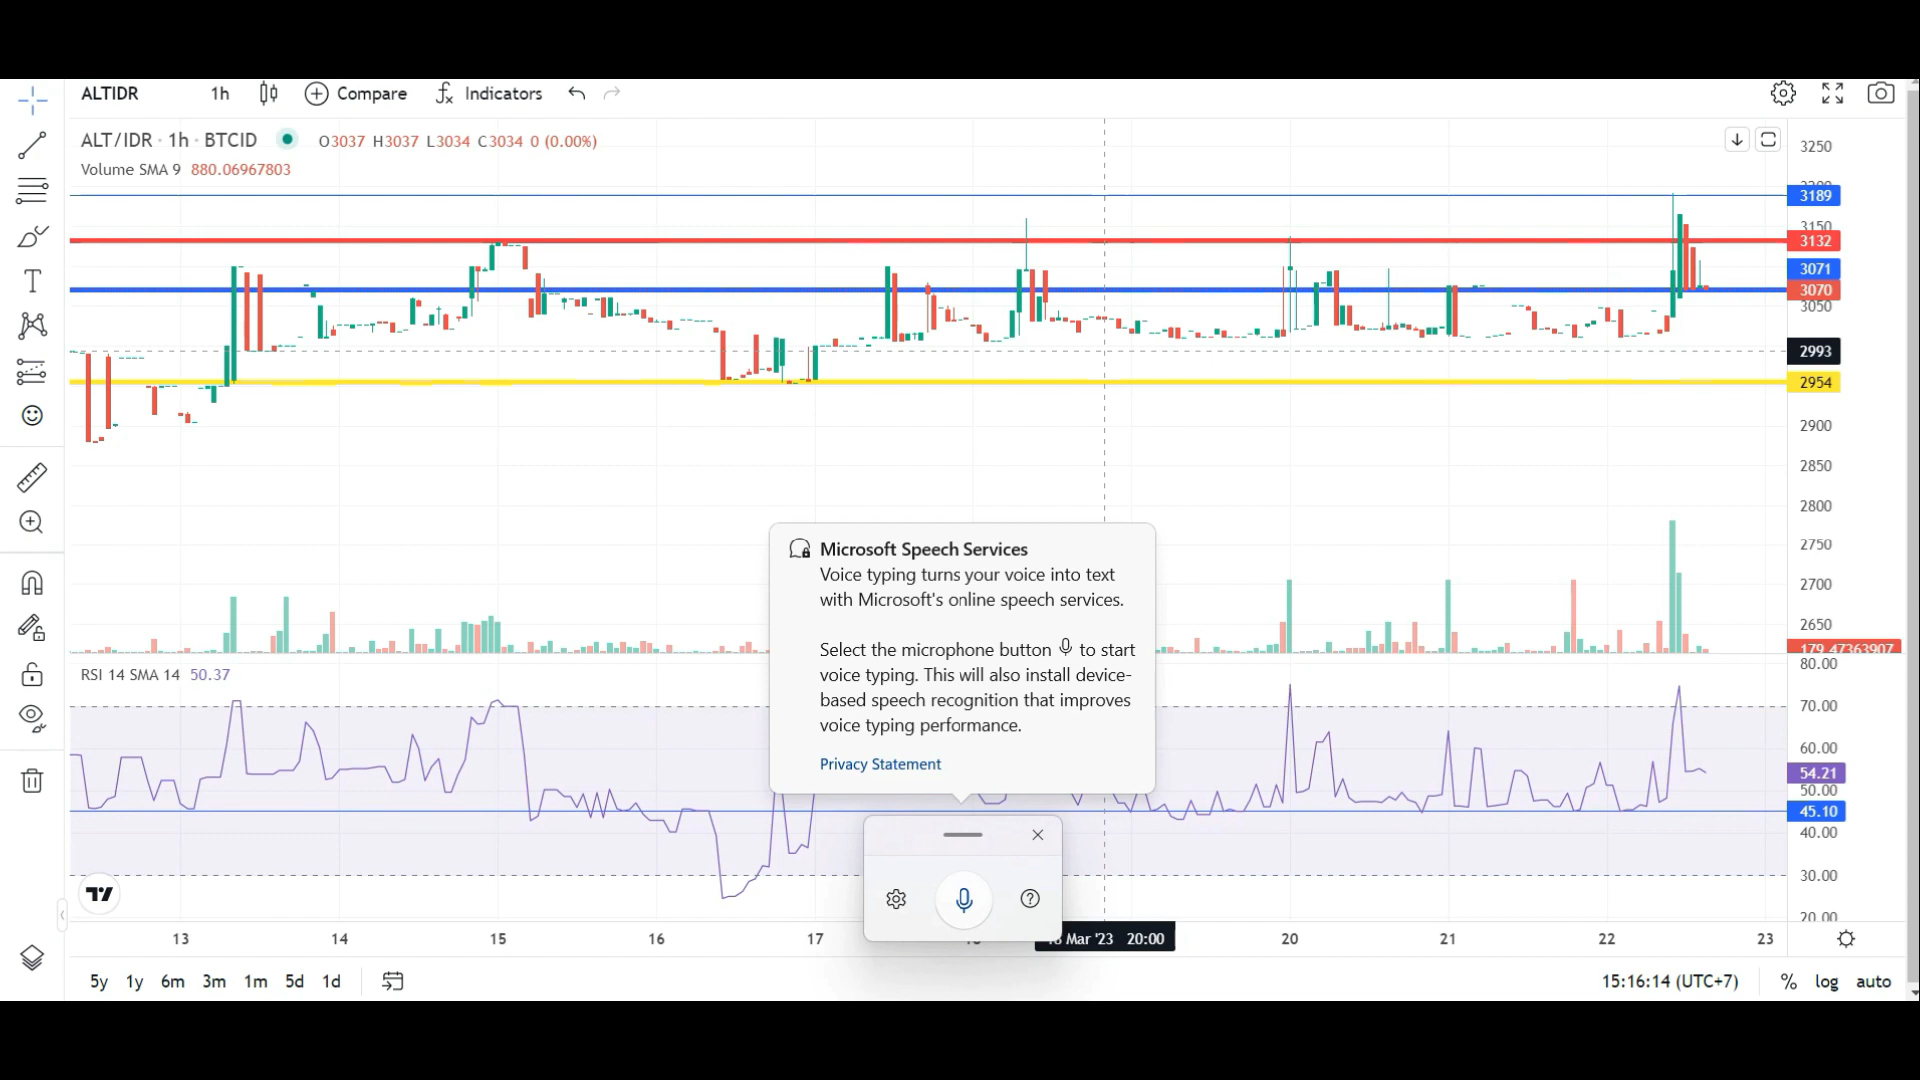 ALTIDR 1h Compare Indicators
ALT/IDR · 1h · BTCID O3037 H3037 L3034 C3034 0 (0.00%)
Volume SMA 9 880.06967803
3250
3189
3150
3132
3071
3070
3050
2993
2954
2900
2850
2800
2750
2700
2650
179.47363907
Microsoft Speech Services
Voice typing turns your voice into text
with Microsoft's online speech services.
Select the microphone button to start
voice typing. This will also install device-
based speech recognition that improves
voice typing performance.
Privacy Statement
RSI 14 SMA 14 50.37
80.00
70.00
60.00
54.21
50.00
45.10
40.00
30.00
20.00
13 14 15 16 17 Mar '23 20:00 20 21 22 23
5y 1y 6m 3m 1m 5d 1d 15:16:14 (UTC+7) % log auto